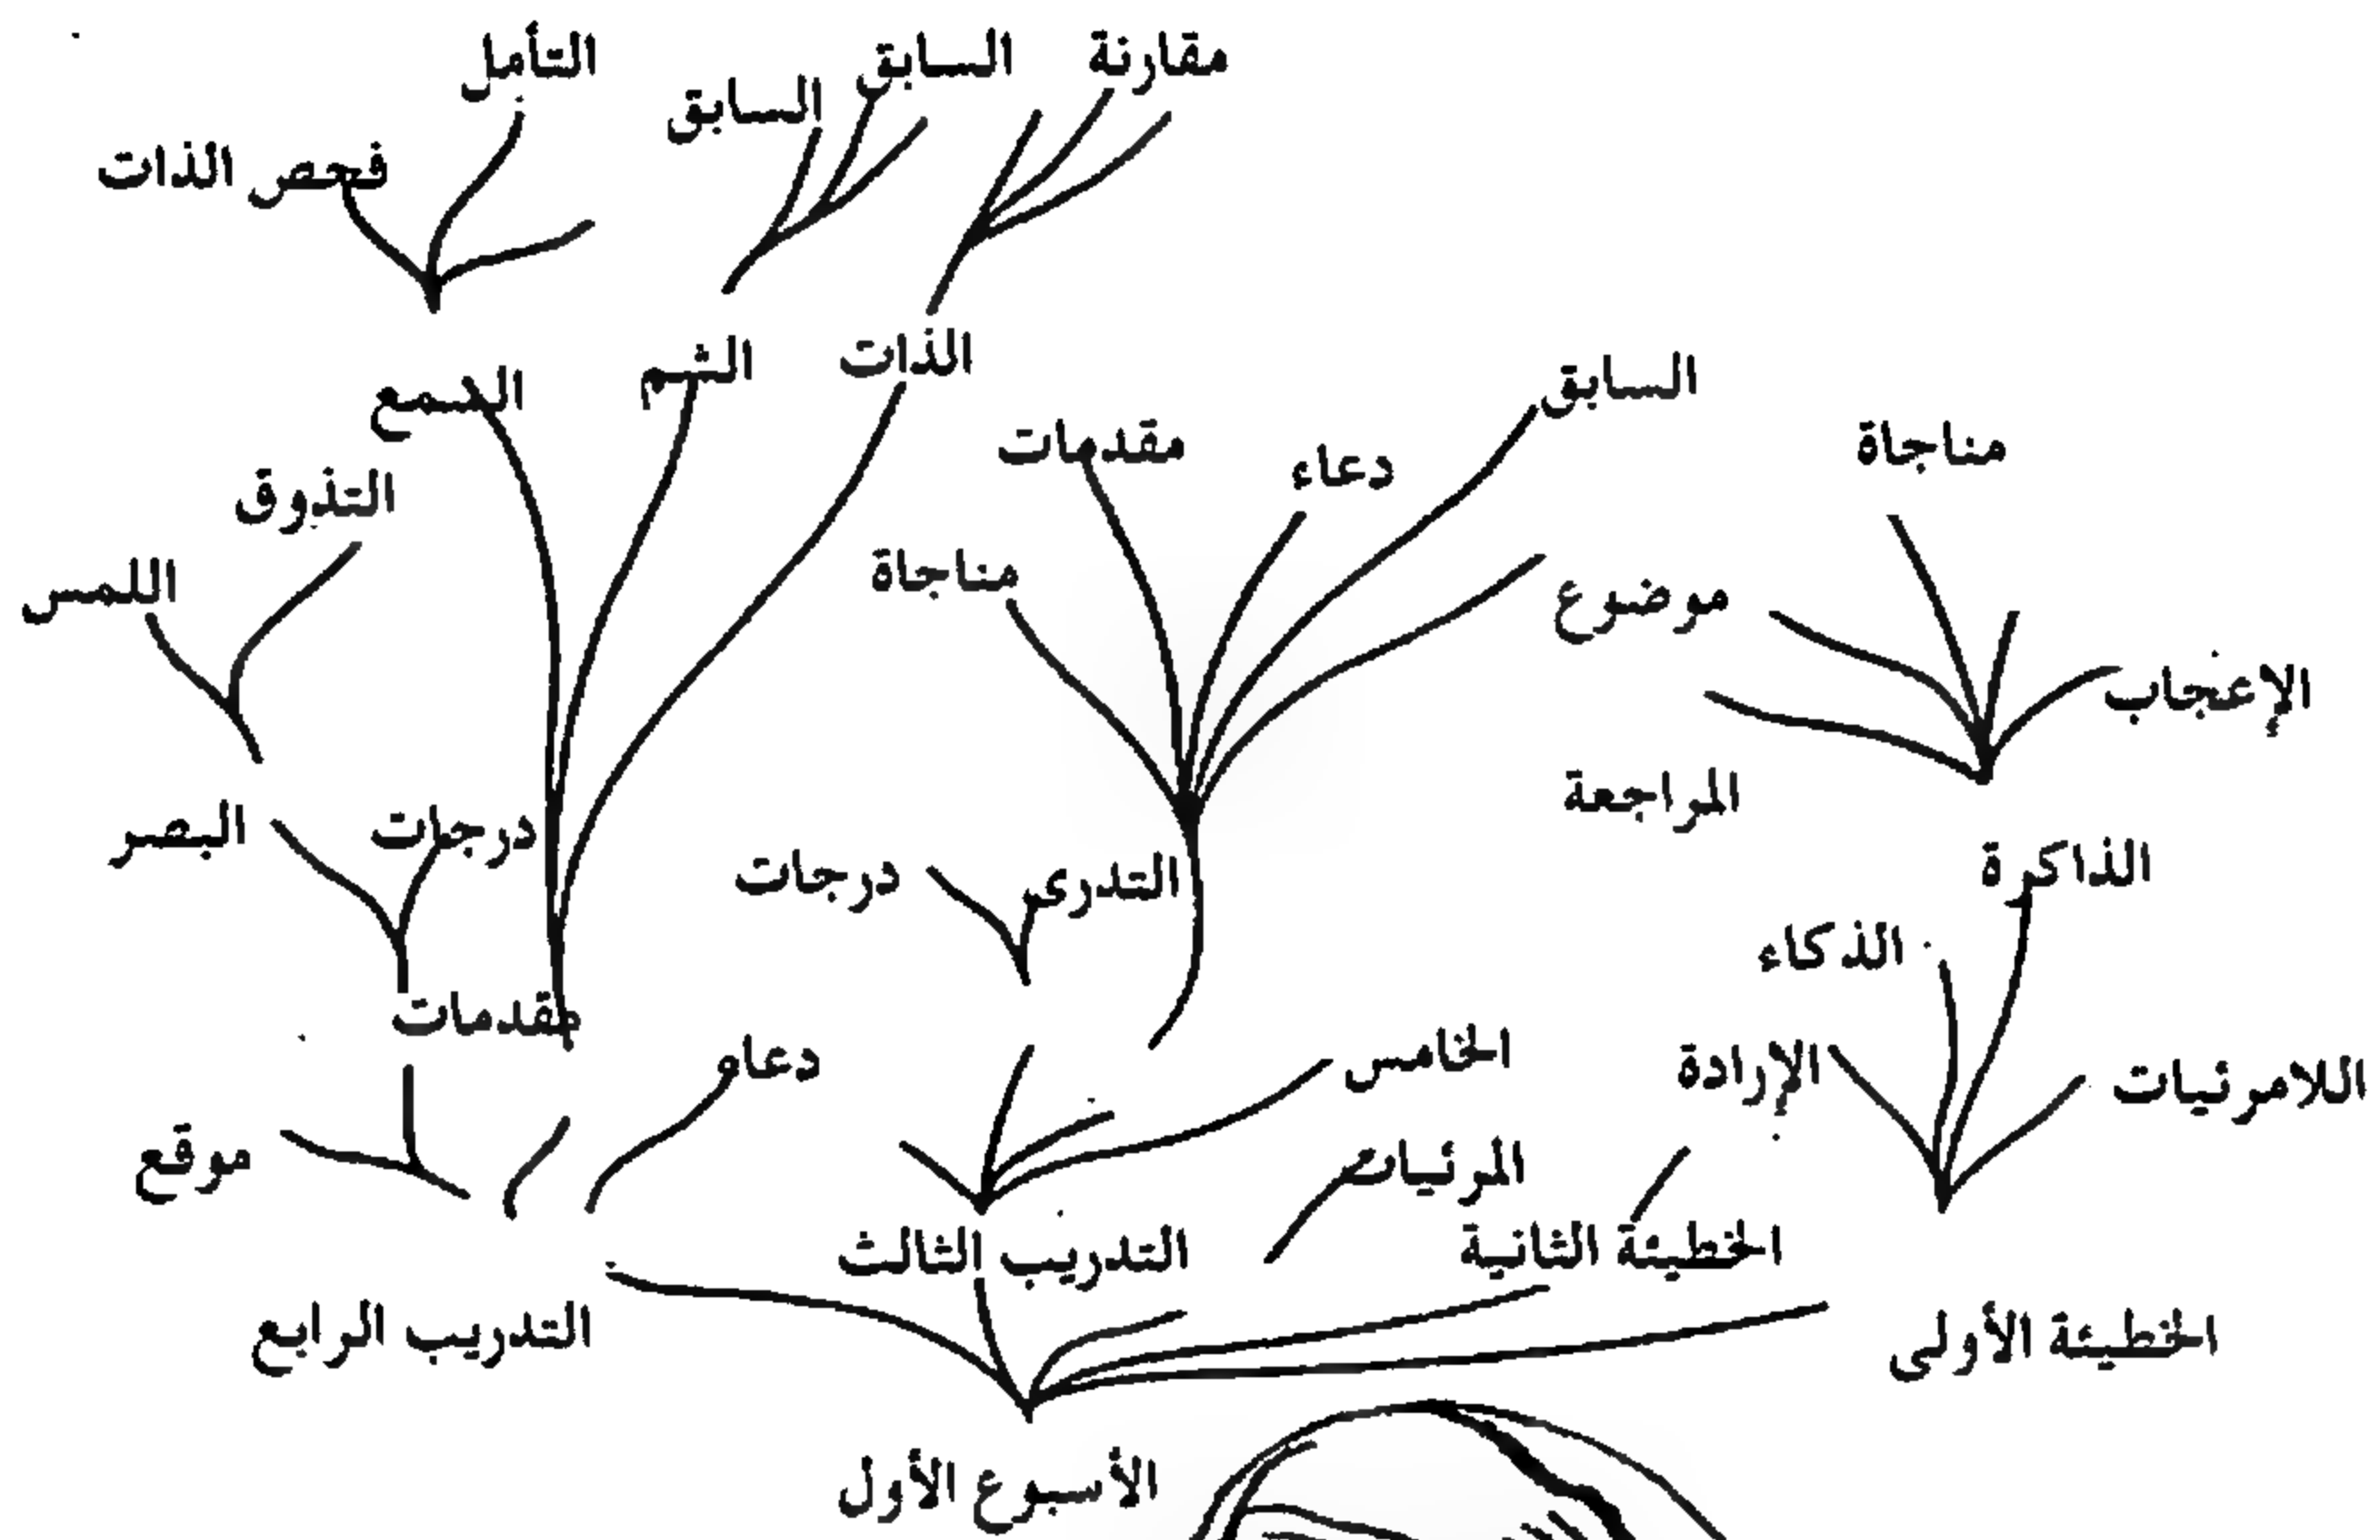 مقارنة
السابق
التأمل
السابق
فحص الذات
الذات
الشم
السمع
السابق
مناجاة
مقدمات
دعاء
التذوق
مناجاة
اللمس
موضوع
الإعجاب
المراجعة
البصر
درجات
الذاكرة
التدرى
درجات
الذكاء
مقدمات
الخامس
دعاء
الإرادة
اللامرئيات
موقع
المرئيات
الخطيئة الثانية
التدريب الثالث
الخطيئة الأولى
التدريب الرابع
الأسبوع الأول